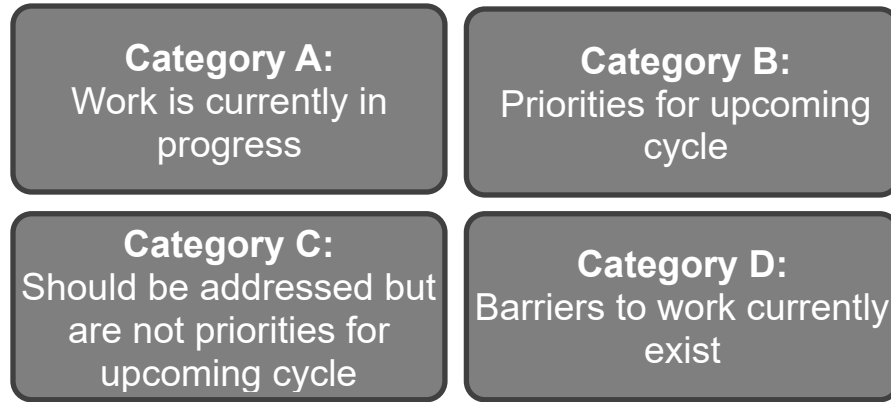 Category A:
Work is currently in
progress
Category B:
Priorities for upcoming
cycle
Category C:
Should be addressed but
are not priorities for
upcoming cycle
Category D:
Barriers to work currently
exist